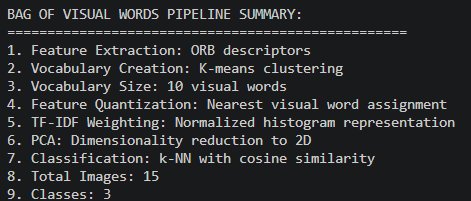 BAG OF VISUAL WORDS PIPELINE SUMMARY:
==================================================
1. Feature Extraction: ORB descriptors
2. Vocabulary Creation: K-means clustering
3. Vocabulary Size: 10 visual words
4. Feature Quantization: Nearest visual word assignment
5. TF-IDF Weighting: Normalized histogram representation
6. PCA: Dimensionality reduction to 2D
7. Classification: k-NN with cosine similarity
8. Total Images: 15
9. Classes: 3